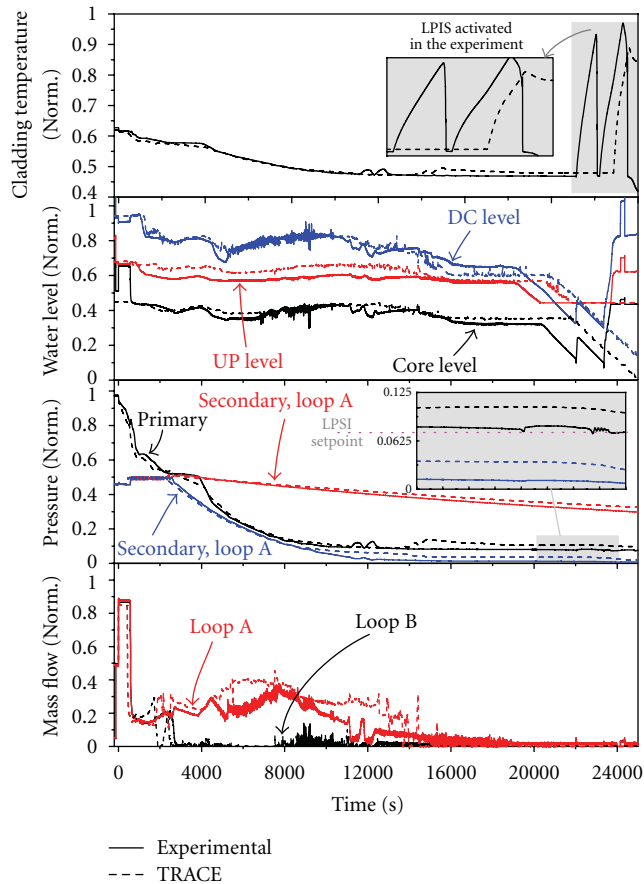 LPIS activated
in the experiment
Cladding temperature
(Norm.)
1
0.9
0.8
0.7
0.6
0.5
0.4
Water level (Norm.)
1
0.8
0.6
0.4
0.2
0
DC level
UP level
Core level
Pressure (Norm.)
1
0.8
0.6
0.4
0.2
0
Primary
Secondary, loop A
Secondary, loop A
LPSI
setpoint
0.125
0.0625
0
Mass flow (Norm.)
1
0.8
0.6
0.4
0.2
0
Loop A
Loop B
0 4000 8000 12000 16000 20000 24000
Time (s)
Experimental
TRACE